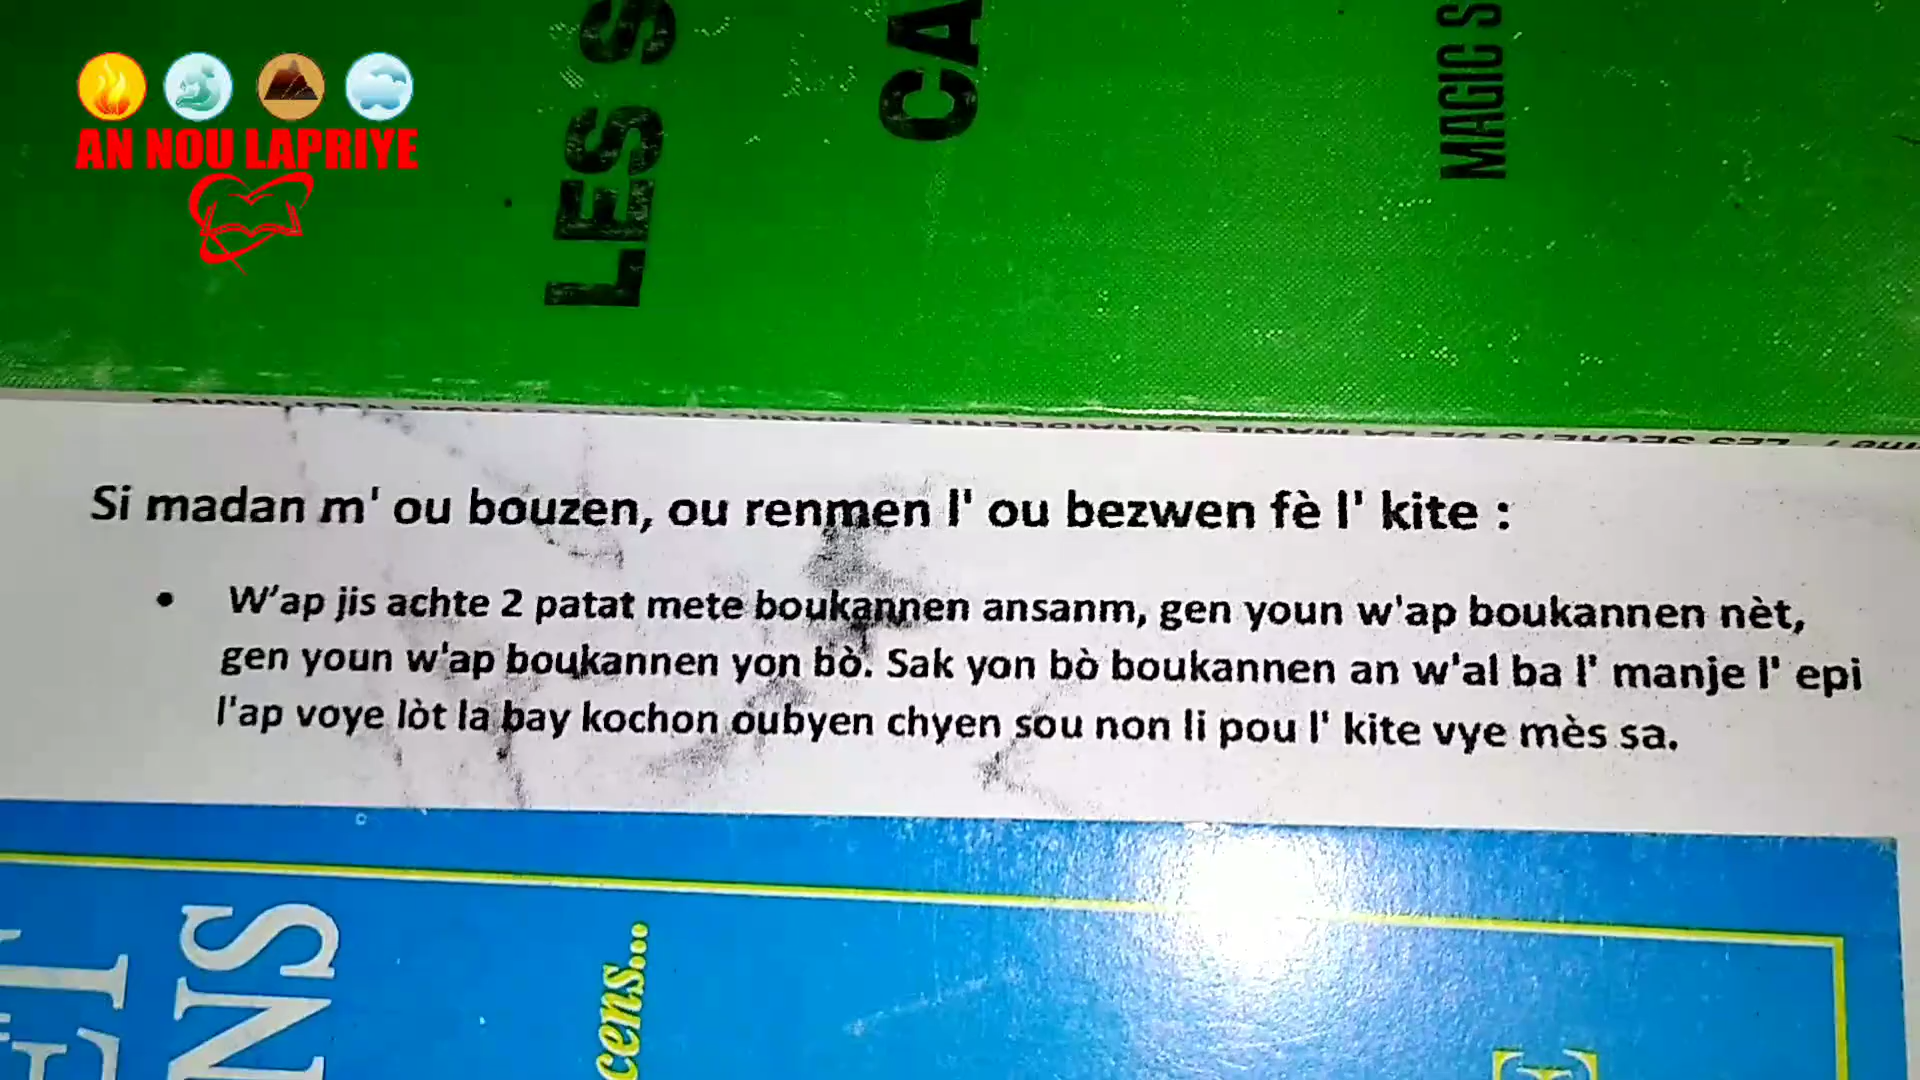 AN NOU LAPRIYE
LES S
CA
MAGIC S
Si madan m' ou bouzen, ou renmen l' ou bezwen fè l' kite :
• W'ap jis achte 2 patat mete boukannen ansanm, gen youn w'ap boukannen nèt,
gen youn w'ap boukannen yon bò. Sak yon bò boukannen an w'al ba l' manje l' epi
l'ap voye lòt la bay kochon oubyen chyen sou non li pou l' kite vye mès sa.
NS
cens...